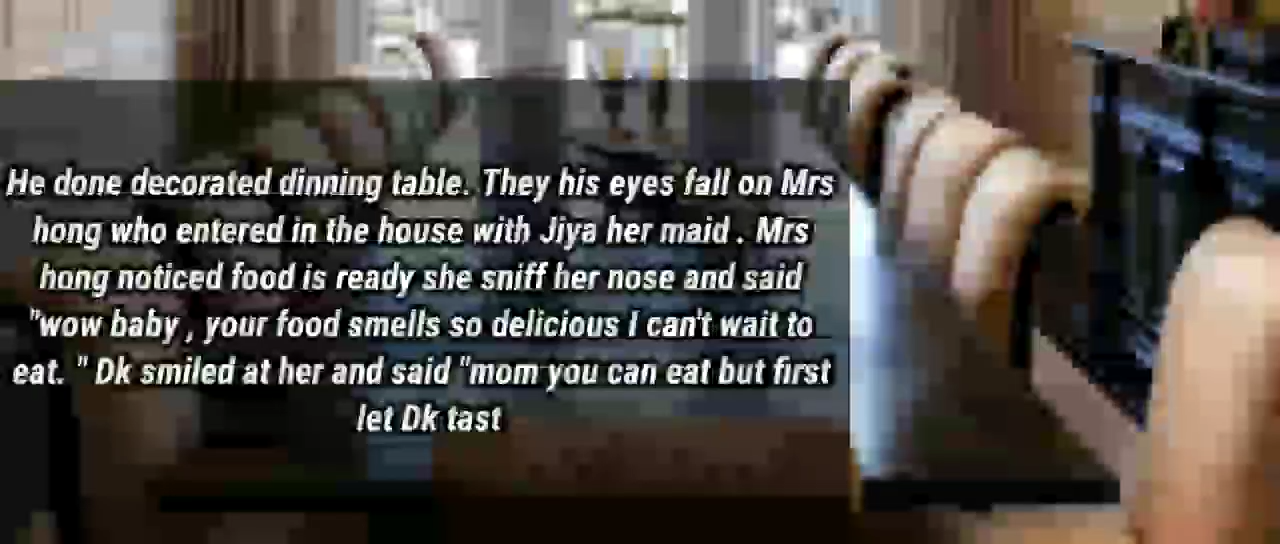 He done decorated dinning table. They his eyes fall on Mrs
hong who entered in the house with Jiya her maid . Mrs
hong noticed food is ready she sniff her nose and said
"wow baby , your food smells so delicious I can't wait to
eat. " Dk smiled at her and said "mom you can eat but first
let Dk tast